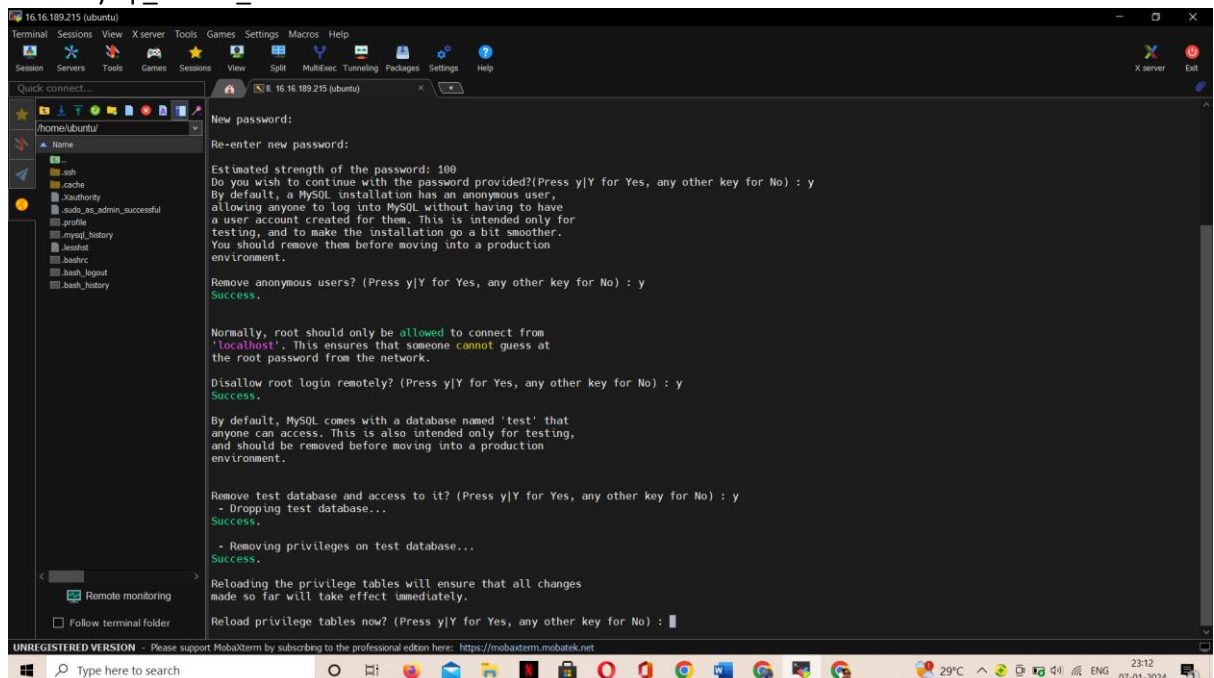 16.16.189.215 (ubuntu)
Terminal Sessions View X server Tools Games Settings Macros Help
Session Servers Tools Games Sessions View Split MultiExec Tunneling Packages Settings Help
X server Exit
Quick connect...
8. 16.16.189.215 (ubuntu)
/home/ubuntu/
Name
..
.ssh
.cache
.Xauthority
.sudo_as_admin_successful
.profile
.mysql_history
.lesshst
.bashrc
.bash_logout
.bash_history
Remote monitoring
Follow terminal folder
New password:
Re-enter new password:
Estimated strength of the password: 100
Do you wish to continue with the password provided?(Press y|Y for Yes, any other key for No) : y
By default, a MySQL installation has an anonymous user,
allowing anyone to log into MySQL without having to have
a user account created for them. This is intended only for
testing, and to make the installation go a bit smoother.
You should remove them before moving into a production
environment.
Remove anonymous users? (Press y|Y for Yes, any other key for No) : y
Success.
Normally, root should only be allowed to connect from
'localhost'. This ensures that someone cannot guess at
the root password from the network.
Disallow root login remotely? (Press y|Y for Yes, any other key for No) : y
Success.
By default, MySQL comes with a database named 'test' that
anyone can access. This is also intended only for testing,
and should be removed before moving into a production
environment.
Remove test database and access to it? (Press y|Y for Yes, any other key for No) : y
- Dropping test database...
Success.
- Removing privileges on test database...
Success.
Reloading the privilege tables will ensure that all changes
made so far will take effect immediately.
Reload privilege tables now? (Press y|Y for Yes, any other key for No) :
UNREGISTERED VERSION - Please support MobaXterm by subscribing to the professional edition here: https://mobaxterm.mobatek.net
Type here to search
29°C
ENG
23:12
07-01-2024